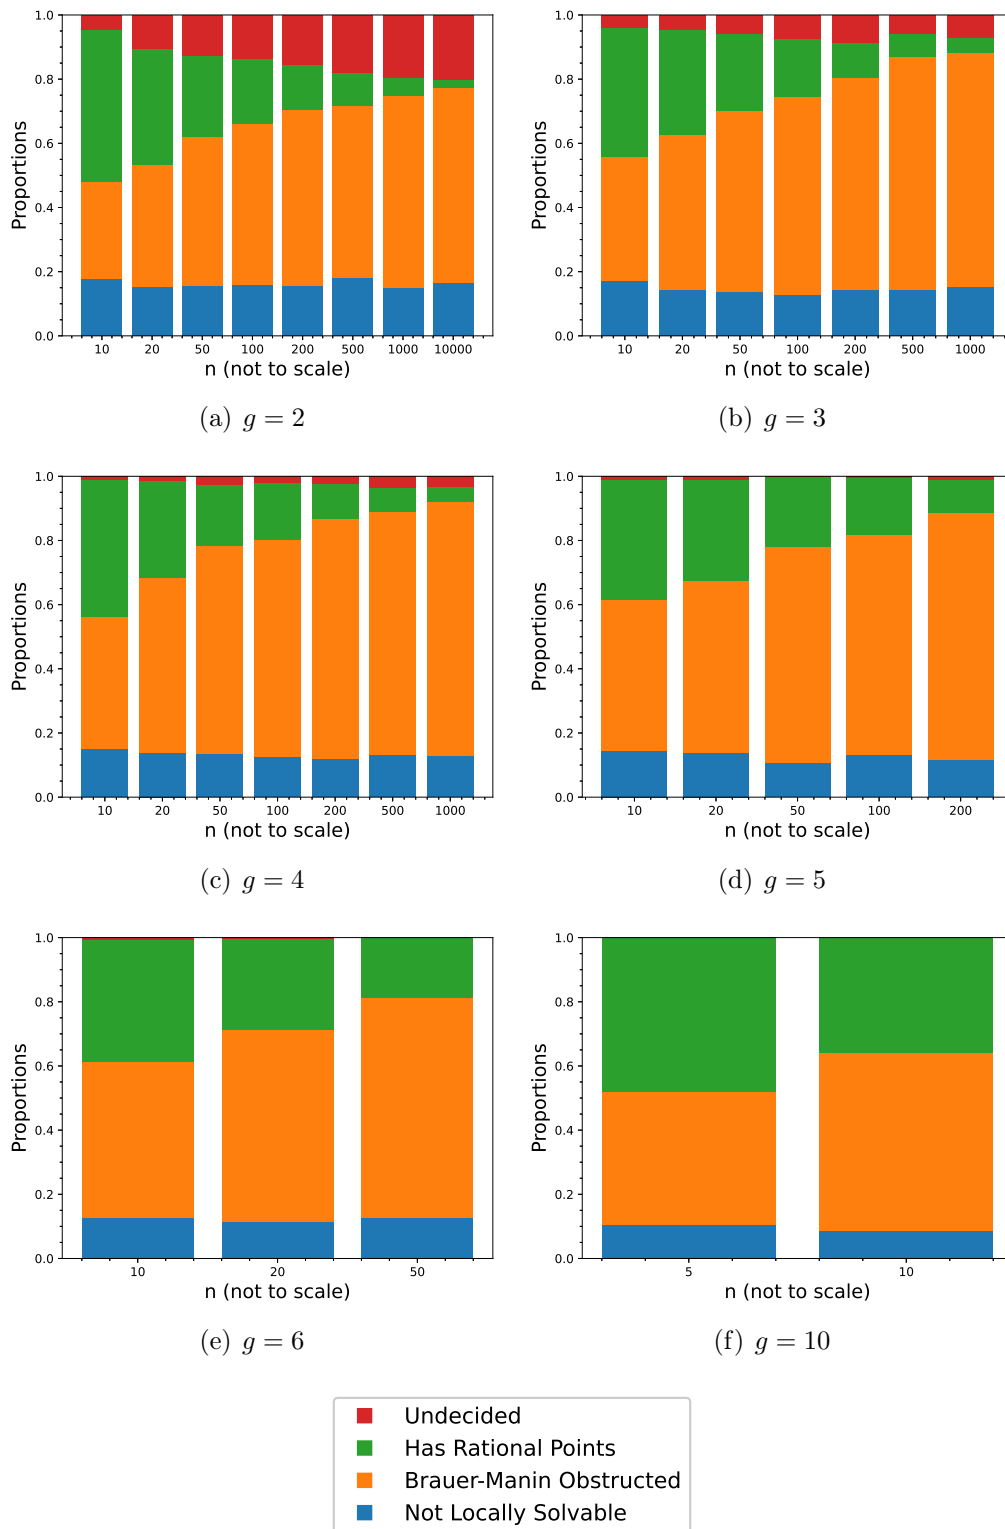 1.0
0.8
0.6
0.4
0.2
0.0
Proportions
10 20 50 100 200 500 1000 10000
n (not to scale)
(a) g = 2
1.0
0.8
0.6
0.4
0.2
0.0
Proportions
10 20 50 100 200 500 1000
n (not to scale)
(b) g = 3
1.0
0.8
0.6
0.4
0.2
0.0
Proportions
10 20 50 100 200 500 1000
n (not to scale)
(c) g = 4
1.0
0.8
0.6
0.4
0.2
0.0
Proportions
10 20 50 100 200
n (not to scale)
(d) g = 5
1.0
0.8
0.6
0.4
0.2
0.0
Proportions
10 20 50
n (not to scale)
(e) g = 6
1.0
0.8
0.6
0.4
0.2
0.0
Proportions
5 10
n (not to scale)
(f) g = 10
Undecided
Has Rational Points
Brauer-Manin Obstructed
Not Locally Solvable